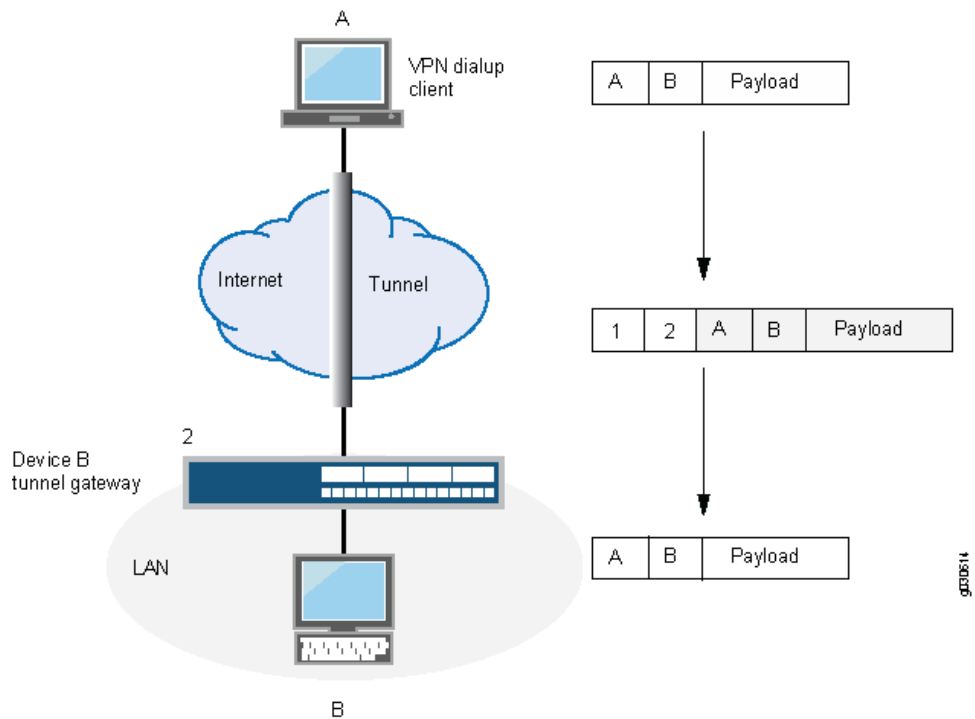 A
VPN dialup
client
A B Payload
Internet
Tunnel
1 2 A B Payload
2
Device B
tunnel gateway
LAN
A B Payload
B
g030614